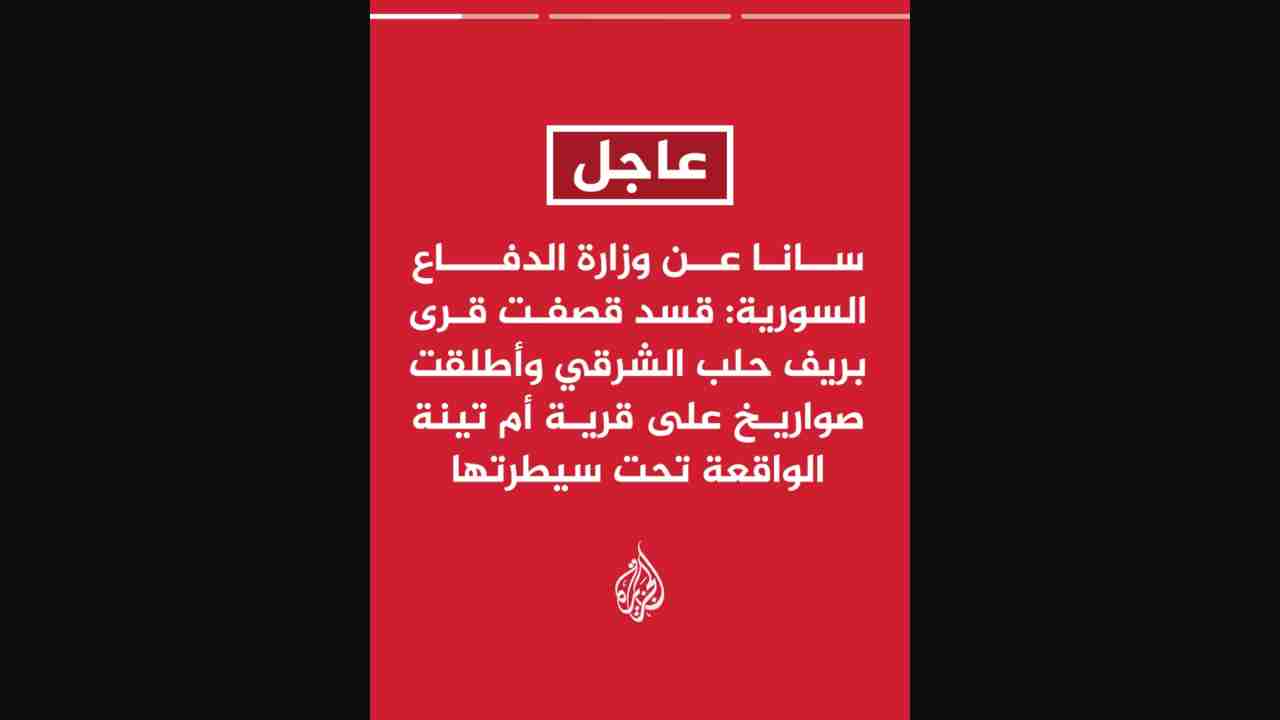 عاجل
سانا عن وزارة الدفاع
السورية: قسد قصفت قرى
بريف حلب الشرقي وأطلقت
صواريخ على قرية أم تينة
الواقعة تحت سيطرتها
الجزيرة